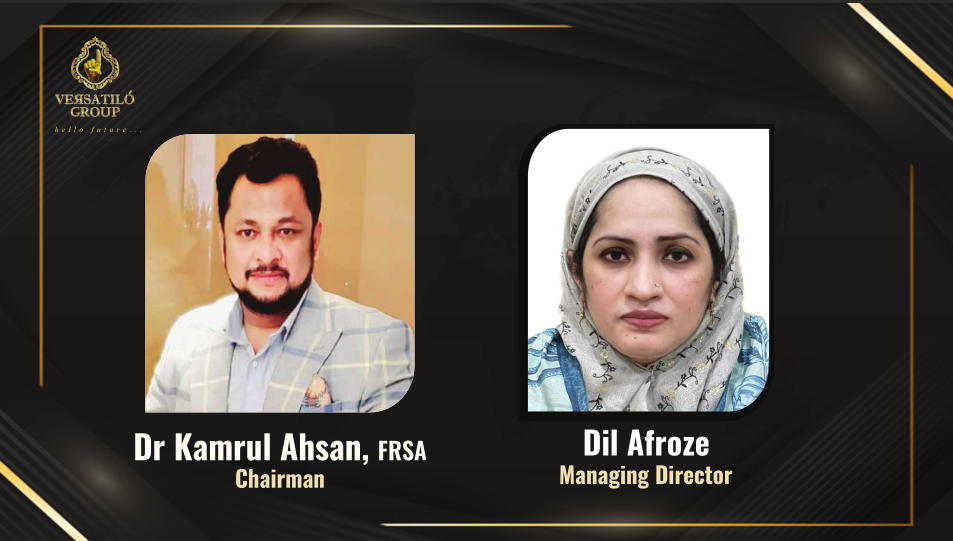 VERSATILÓ
GROUP
hello future...
Dr Kamrul Ahsan, FRSA
Chairman
Dil Afroze
Managing Director